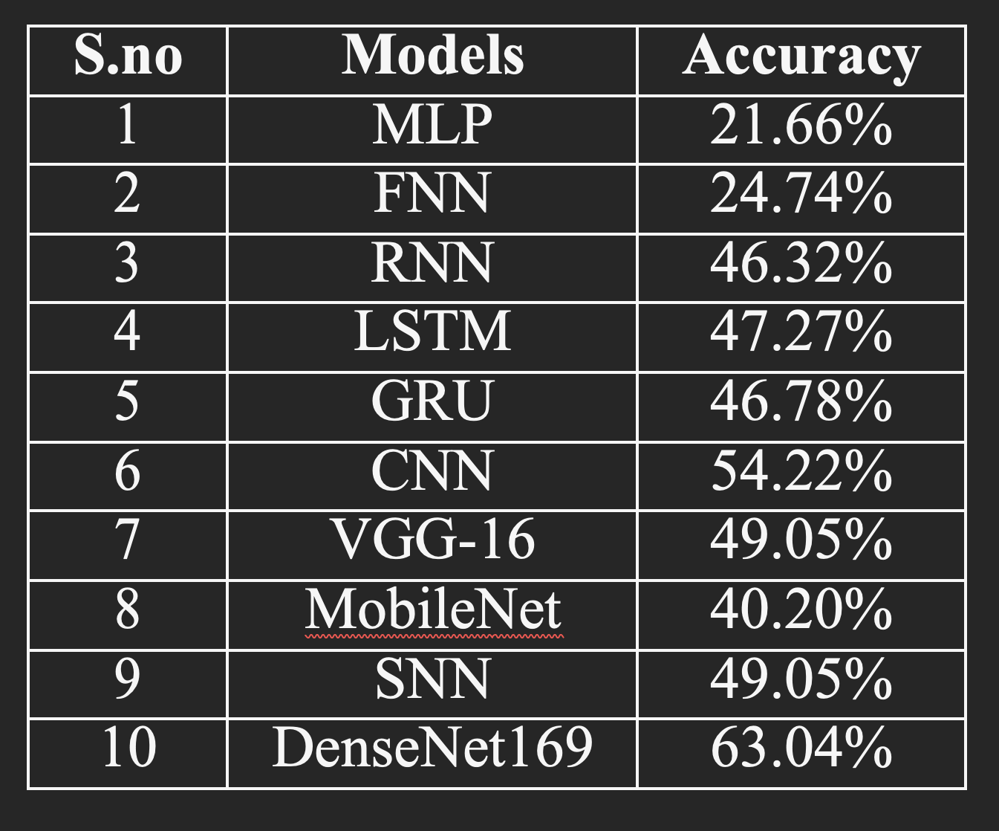 S.no Models Accuracy
1 MLP 21.66%
2 FNN 24.74%
3 RNN 46.32%
4 LSTM 47.27%
5 GRU 46.78%
6 CNN 54.22%
7 VGG-16 49.05%
8 MobileNet 40.20%
9 SNN 49.05%
10 DenseNet169 63.04%